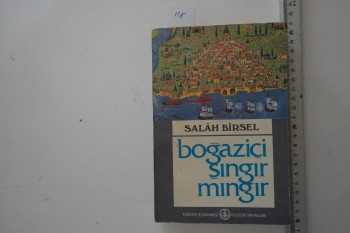 SALÂH BİRSEL
boğaziçi
şıngır
mıngır